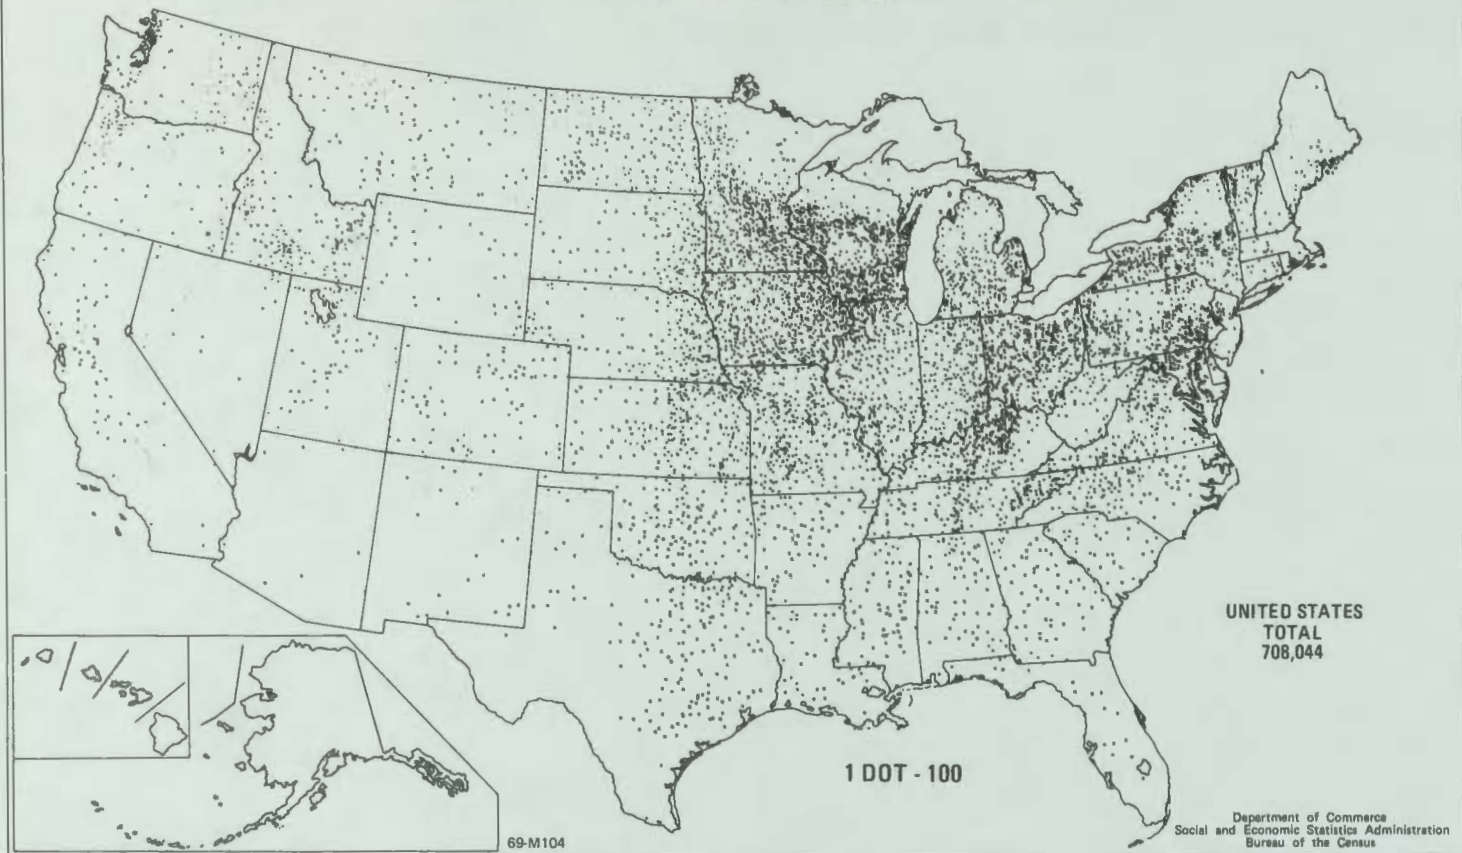 UNITED STATES
TOTAL
708,044
1 DOT - 100
69-M104
Department of Commerce
Social and Economic Statistics Administration
Bureau of the Census